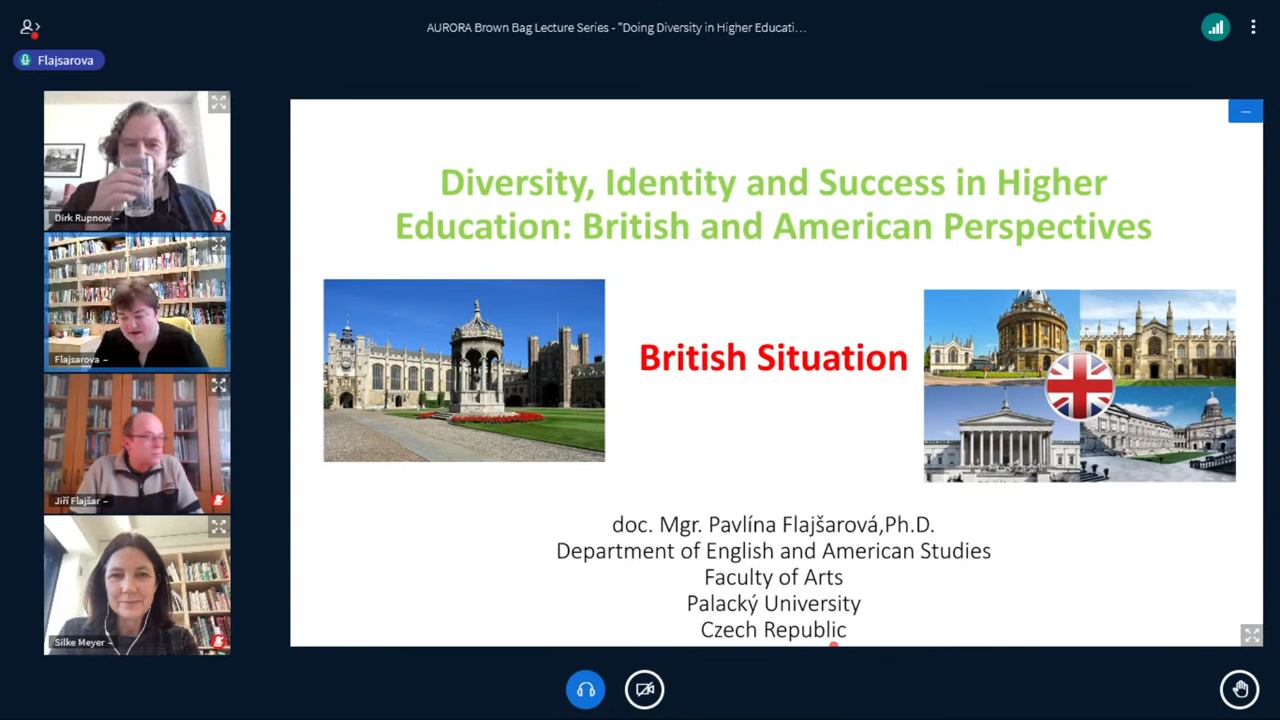 AURORA Brown Bag Lecture Series - "Doing Diversity in Higher Educati…
Flajsarova
Dirk Rupnow –
Flajsarova –
Jiří Flajšar –
Silke Meyer –
Diversity, Identity and Success in Higher
Education: British and American Perspectives
British Situation
doc. Mgr. Pavlína Flajšarová,Ph.D.
Department of English and American Studies
Faculty of Arts
Palacký University
Czech Republic